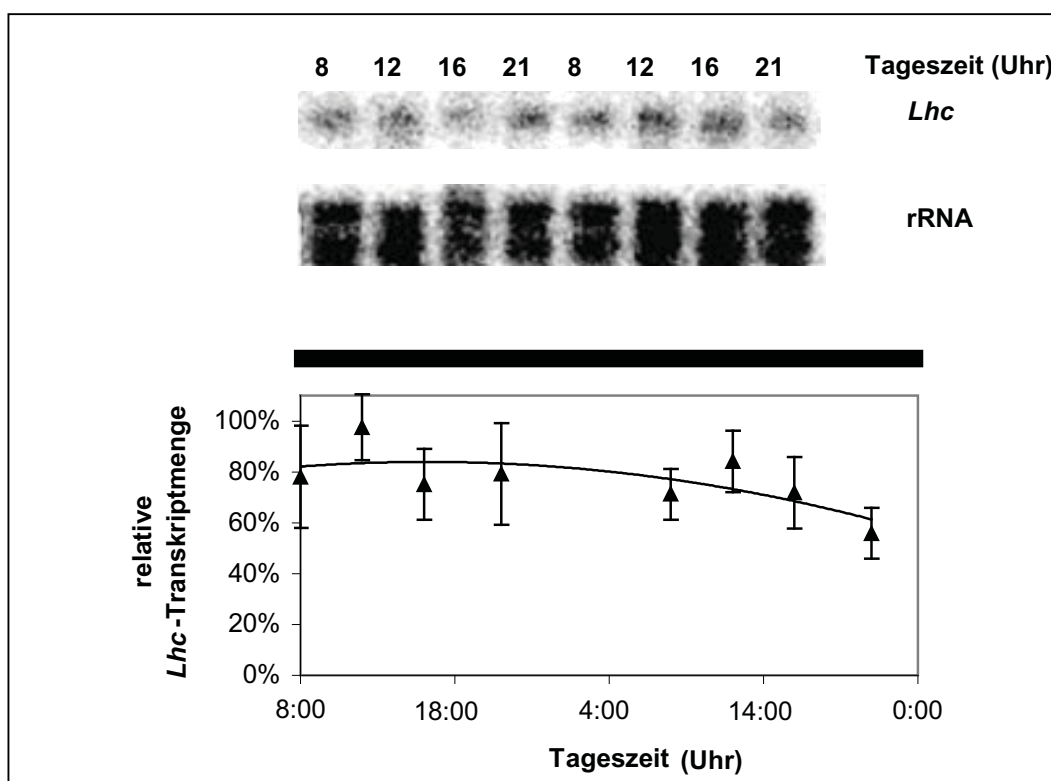 8 12 16 21 8 12 16 21 Tageszeit (Uhr)
Lhc
rRNA
relative
Lhc-Transkriptmenge
100%
80%
60%
40%
20%
0%
8:00 18:00 4:00 14:00 0:00
Tageszeit (Uhr)